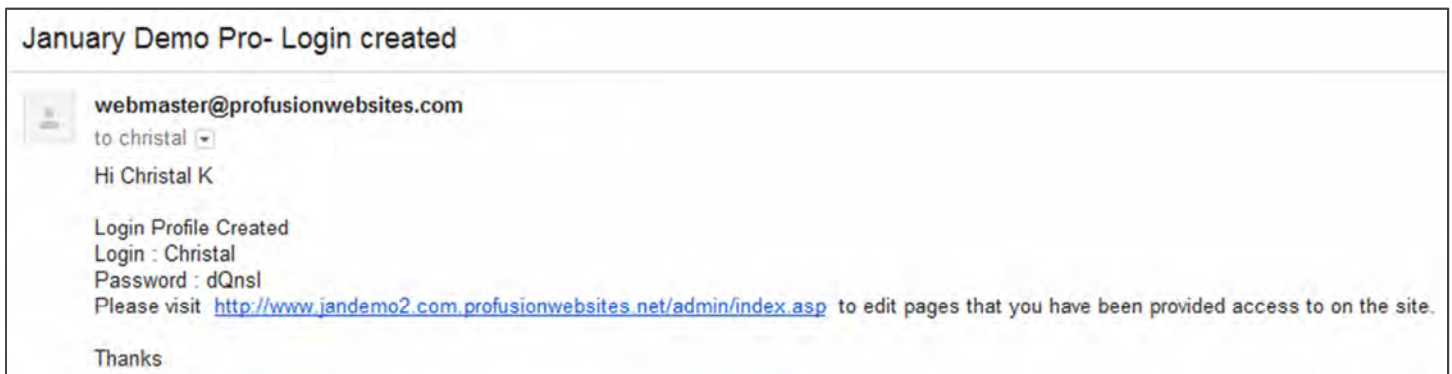 January Demo Pro- Login created
webmaster@profusionwebsites.com
to christal
Hi Christal K
Login Profile Created
Login : Christal
Password : dQnsl
Please visit http://www.jandemo2.com.profusionwebsites.net/admin/index.asp to edit pages that you have been provided access to on the site.
Thanks